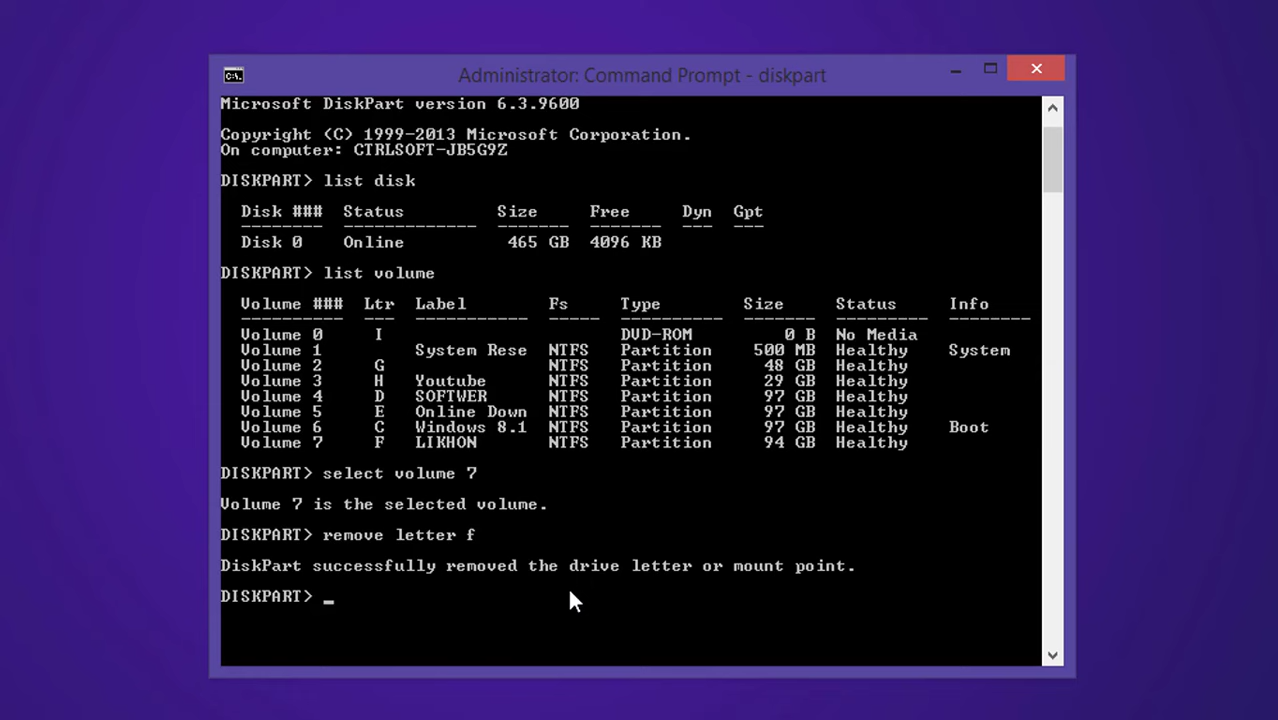 C:\.
Administrator: Command Prompt - diskpart
Microsoft DiskPart version 6.3.9600
Copyright (C) 1999-2013 Microsoft Corporation.
On computer: CTRLSOFT-JB5G9Z
DISKPART> list disk
Disk ### Status Size Free Dyn Gpt
-------- ------------- ------- ------- --- ---
Disk 0 Online 465 GB 4096 KB
DISKPART> list volume
Volume ### Ltr Label Fs Type Size Status Info
---------- --- ----------- ----- ---------- ------- --------- --------
Volume 0 I DVD-ROM 0 B No Media
Volume 1 System Rese NTFS Partition 500 MB Healthy System
Volume 2 G NTFS Partition 48 GB Healthy
Volume 3 H Youtube NTFS Partition 29 GB Healthy
Volume 4 D SOFTWER NTFS Partition 97 GB Healthy
Volume 5 E Online Down NTFS Partition 97 GB Healthy
Volume 6 C Windows 8.1 NTFS Partition 97 GB Healthy Boot
Volume 7 F LIKHON NTFS Partition 94 GB Healthy
DISKPART> select volume 7
Volume 7 is the selected volume.
DISKPART> remove letter f
DiskPart successfully removed the drive letter or mount point.
DISKPART> _